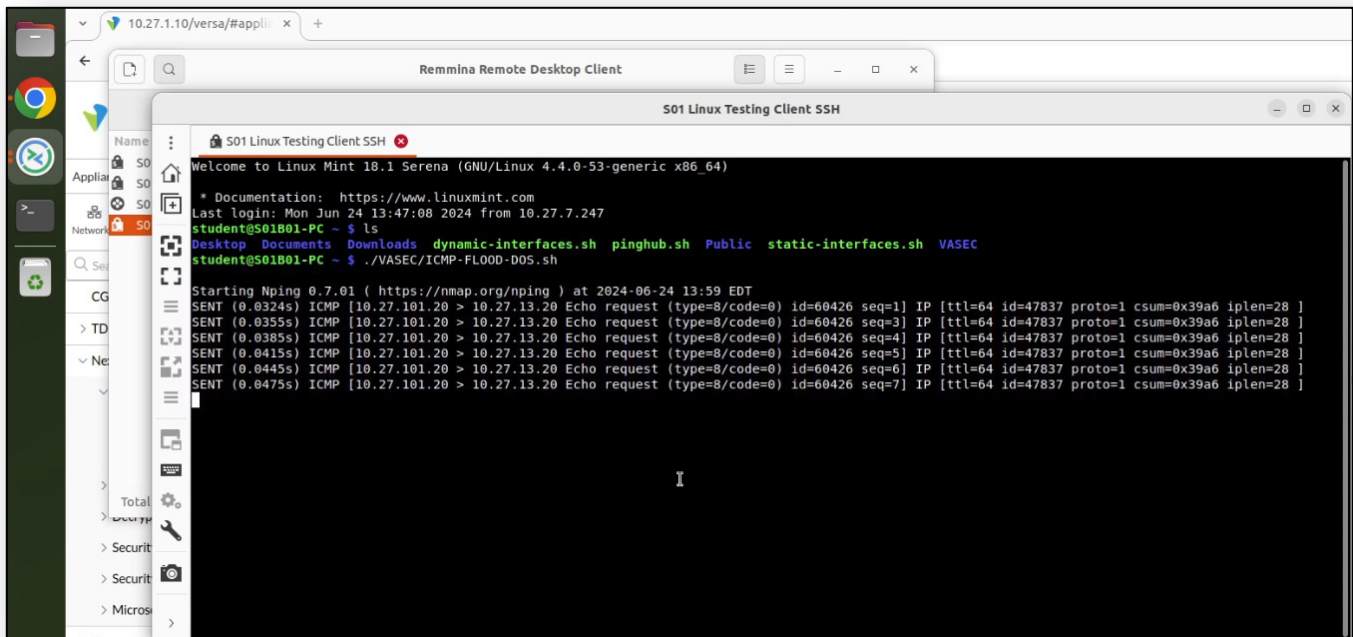 10.27.1.10/versa/#applia
Remmina Remote Desktop Client
S01 Linux Testing Client SSH
Name
S01 Linux Testing Client SSH
S0
S0
S0
S0
Applian
Network
Sea
CG
> TD
Nex
Total
Decryp
Securit
Securit
Micros
Welcome to Linux Mint 18.1 Serena (GNU/Linux 4.4.0-53-generic x86_64)
* Documentation: https://www.linuxmint.com
Last login: Mon Jun 24 13:47:08 2024 from 10.27.7.247
student@S01B01-PC ~ $ ls
Desktop Documents Downloads dynamic-interfaces.sh pinghub.sh Public static-interfaces.sh VASEC
student@S01B01-PC ~ $ ./VASEC/ICMP-FLOOD-DOS.sh
Starting Nping 0.7.01 ( https://nmap.org/nping ) at 2024-06-24 13:59 EDT
SENT (0.0324s) ICMP [10.27.101.20 > 10.27.13.20 Echo request (type=8/code=0) id=60426 seq=1] IP [ttl=64 id=47837 proto=1 csum=0x39a6 iplen=28 ]
SENT (0.0355s) ICMP [10.27.101.20 > 10.27.13.20 Echo request (type=8/code=0) id=60426 seq=3] IP [ttl=64 id=47837 proto=1 csum=0x39a6 iplen=28 ]
SENT (0.0385s) ICMP [10.27.101.20 > 10.27.13.20 Echo request (type=8/code=0) id=60426 seq=4] IP [ttl=64 id=47837 proto=1 csum=0x39a6 iplen=28 ]
SENT (0.0415s) ICMP [10.27.101.20 > 10.27.13.20 Echo request (type=8/code=0) id=60426 seq=5] IP [ttl=64 id=47837 proto=1 csum=0x39a6 iplen=28 ]
SENT (0.0445s) ICMP [10.27.101.20 > 10.27.13.20 Echo request (type=8/code=0) id=60426 seq=6] IP [ttl=64 id=47837 proto=1 csum=0x39a6 iplen=28 ]
SENT (0.0475s) ICMP [10.27.101.20 > 10.27.13.20 Echo request (type=8/code=0) id=60426 seq=7] IP [ttl=64 id=47837 proto=1 csum=0x39a6 iplen=28 ]